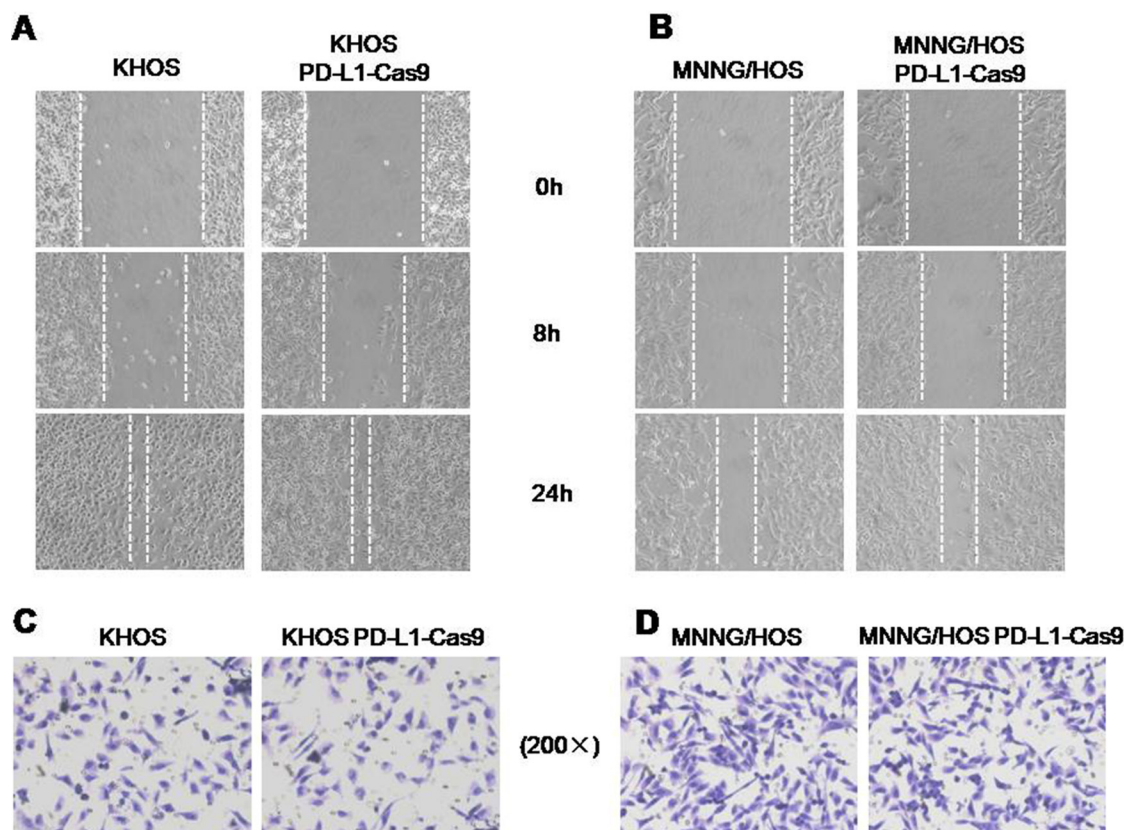 A
B
KHOS
KHOS
PD-L1-Cas9
MNNG/HOS
MNNG/HOS
PD-L1-Cas9
0h
8h
24h
C
D
KHOS
KHOS PD-L1-Cas9
MNNG/HOS
MNNG/HOS PD-L1-Cas9
(200×)